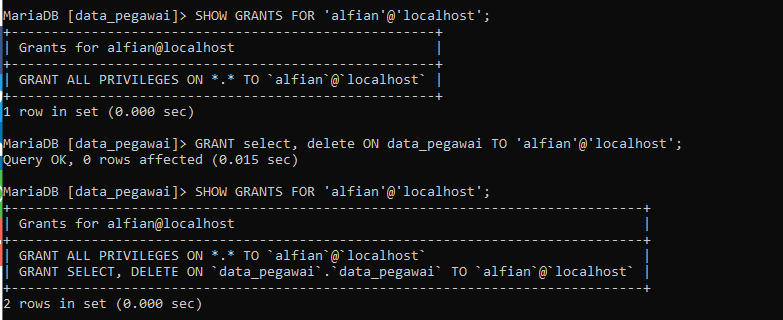 MariaDB [data_pegawai]> SHOW GRANTS FOR 'alfian'@'localhost';
+-----------------------------------------------------+
| Grants for alfian@localhost                         |
+-----------------------------------------------------+
| GRANT ALL PRIVILEGES ON *.* TO `alfian`@`localhost` |
+-----------------------------------------------------+
1 row in set (0.000 sec)
MariaDB [data_pegawai]> GRANT select, delete ON data_pegawai TO 'alfian'@'localhost';
Query OK, 0 rows affected (0.015 sec)
MariaDB [data_pegawai]> SHOW GRANTS FOR 'alfian'@'localhost';
+-------------------------------------------------------------------------------+
| Grants for alfian@localhost                                                   |
+-------------------------------------------------------------------------------+
| GRANT ALL PRIVILEGES ON *.* TO `alfian`@`localhost`                           |
| GRANT SELECT, DELETE ON `data_pegawai`.`data_pegawai` TO `alfian`@`localhost` |
+-------------------------------------------------------------------------------+
2 rows in set (0.000 sec)